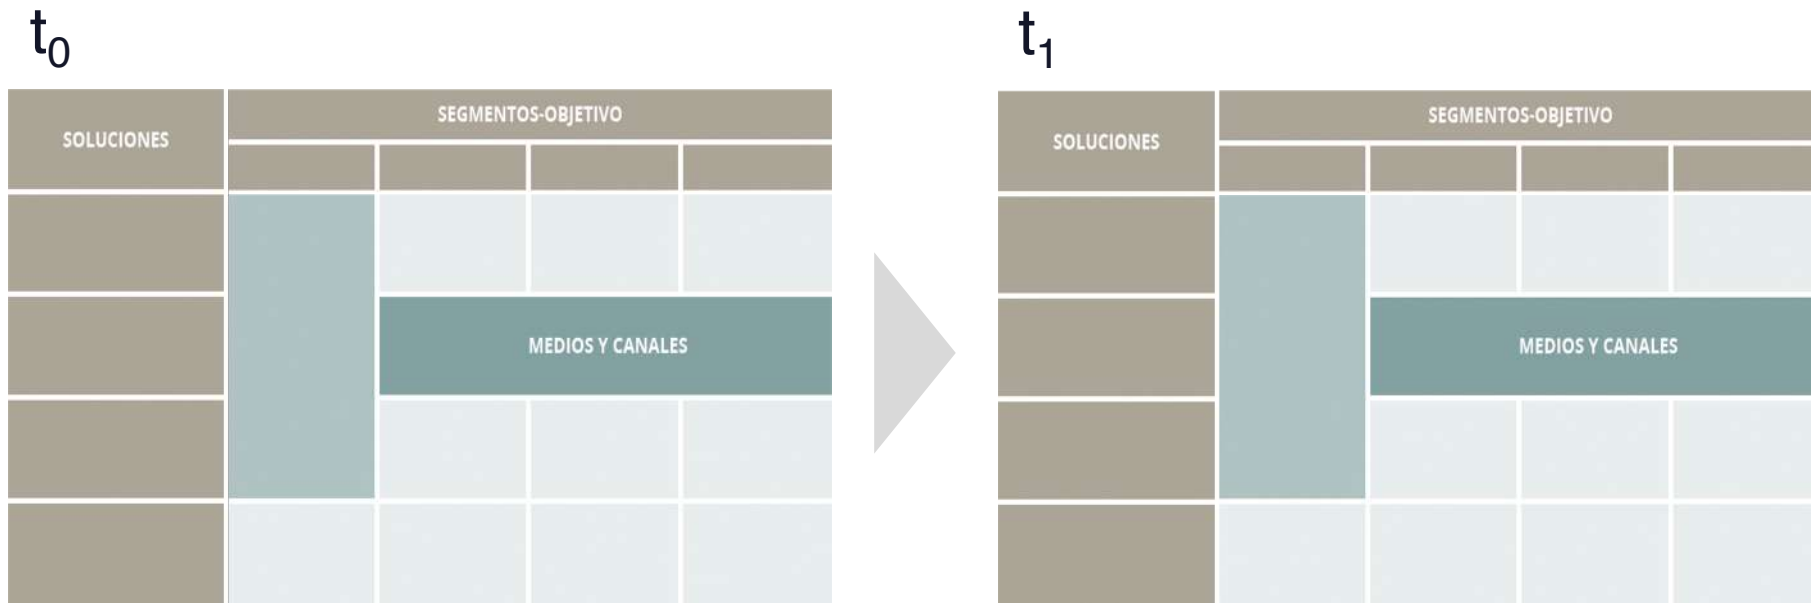 t0
t1
SOLUCIONES
SEGMENTOS-OBJETIVO
MEDIOS Y CANALES
SOLUCIONES
SEGMENTOS-OBJETIVO
MEDIOS Y CANALES